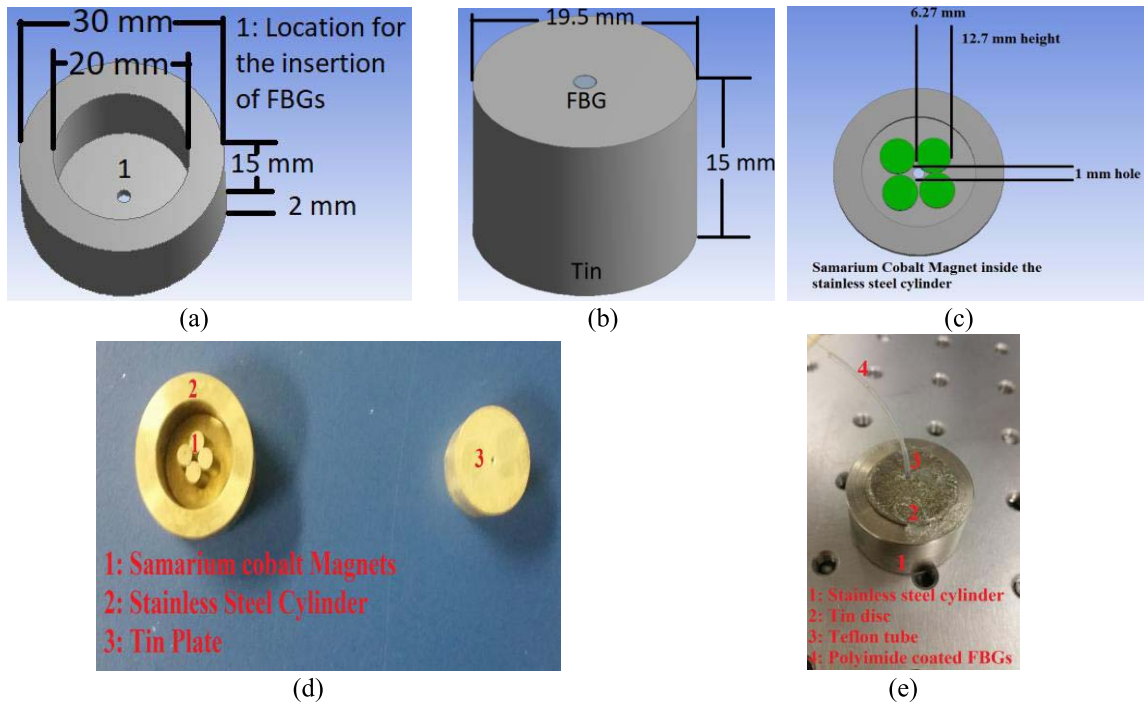 30 mm
20 mm
1: Location for
the insertion
of FBGs
1
15 mm
2 mm
(a)
19.5 mm
FBG
15 mm
Tin
(b)
6.27 mm
12.7 mm height
1 mm hole
Samarium Cobalt Magnet inside the
stainless steel cylinder
(c)
2
1
3
1: Samarium cobalt Magnets
2: Stainless Steel Cylinder
3: Tin Plate
(d)
4
3
2
1
1: Stainless steel cylinder
2: Tin disc
3: Teflon tube
4: Polyimide coated FBGs
(e)